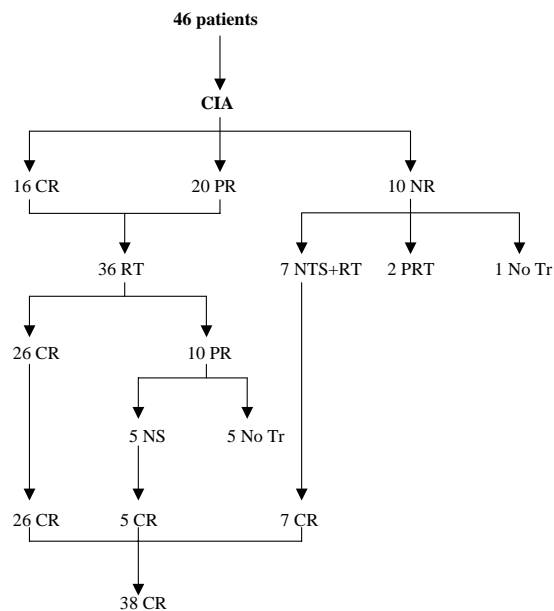 46 patients
CIA
16 CR 20 PR 10 NR
36 RT 7 NTS+RT 2 PRT 1 No Tr
26 CR 10 PR
5 NS 5 No Tr
26 CR 5 CR 7 CR
38 CR